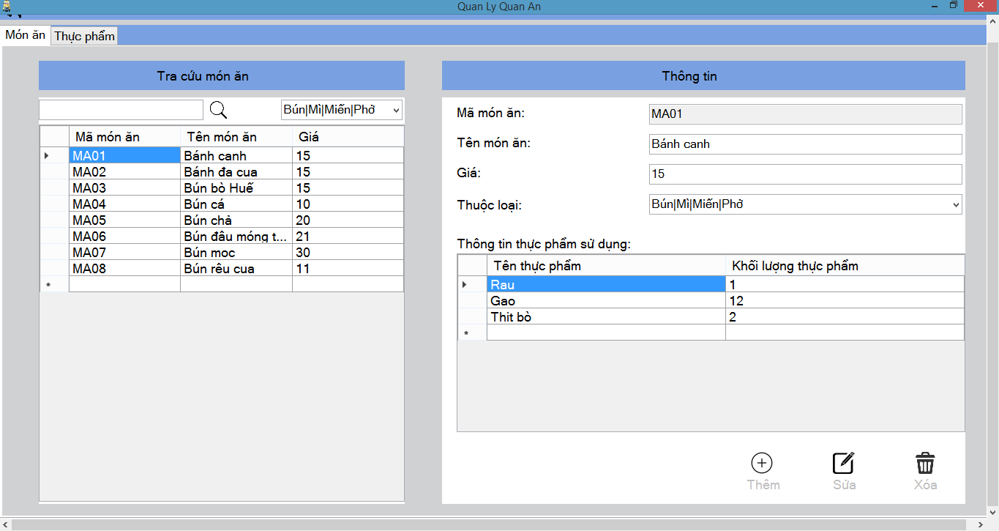 Quan Ly Quan An
Món ăn Thực phẩm
Tra cứu món ăn
Bún|Mì|Miến|Phở
Mã món ăn Tên món ăn Giá
MA01 Bánh canh 15
MA02 Bánh đa cua 15
MA03 Bún bò Huế 15
MA04 Bún cá 10
MA05 Bún chả 20
MA06 Bún đâu móng t... 21
MA07 Bún moc 30
MA08 Bún rêu cua 11
*
Thông tin
Mã món ăn: MA01
Tên món ăn: Bánh canh
Giá: 15
Thuộc loại: Bún|Mì|Miến|Phở
Thông tin thực phẩm sử dụng:
Tên thực phẩm Khối lượng thực phẩm
Rau 1
Gao 12
Thit bò 2
*
Thêm Sửa Xóa